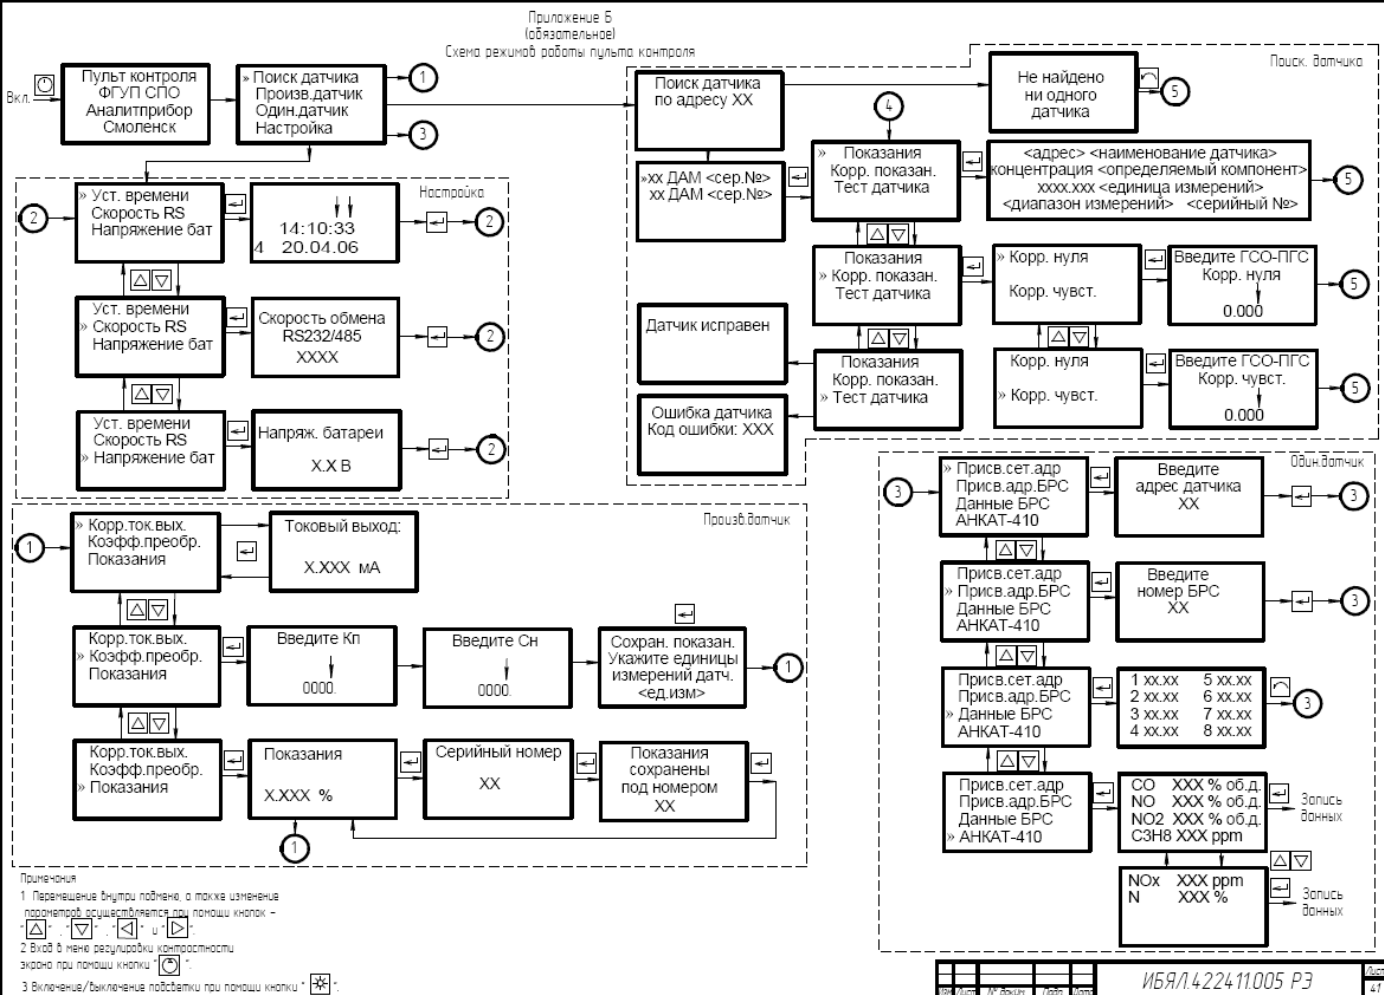 Приложение Б
(обязательное)
Схема режимов работы пульта контроля
Вкл.
Пульт контроля
ФГУП СПО
Аналитприбор
Смоленск
» Поиск датчика
Произв.датчик
Один.датчик
Настройка
1
3
Настройка
2
» Уст. времени
Скорость RS
Напряжение бат
14:10:33
4 20.04.06
2
Уст. времени
» Скорость RS
Напряжение бат
Скорость обмена
RS232/485
XXXX
2
Уст. времени
Скорость RS
» Напряжение бат
Напряж. батареи
X.X В
2
Поиск. датчика
Поиск датчика
по адресу XX
Не найдено
ни одного
датчика
5
4
»xx ДАМ <сер.№>
xx ДАМ <сер.№>
» Показания
Корр. показан.
Тест датчика
<адрес> <наименование датчика>
концентрация <определяемый компонент>
xxxx.xxx <единица измерений>
<диапазон измерений> <серийный №>
5
Показания
» Корр. показан.
Тест датчика
» Корр. нуля
Корр. чувст.
Введите ГСО-ПГС
Корр. нуля
0.000
5
Датчик исправен
Показания
Корр. показан.
» Тест датчика
Корр. нуля
» Корр. чувст.
Введите ГСО-ПГС
Корр. чувст.
0.000
5
Ошибка датчика
Код ошибки: XXX
Произв.датчик
1
» Корр.ток.вых.
Коэфф.преобр.
Показания
Токовый выход:
X.XXX мА
Корр.ток.вых.
» Коэфф.преобр.
Показания
Введите Кп
0000.
Введите Сн
0000.
Сохран. показан.
Укажите единицы
измерений датч.
<ед.изм>
1
Корр.ток.вых.
Коэфф.преобр.
» Показания
Показания
X.XXX %
Серийный номер
XX
Показания
сохранены
под номером
XX
1
Один.датчик
3
» Присв.сет.адр
Присв.адр.БРС
Данные БРС
АНКАТ-410
Введите
адрес датчика
XX
3
Присв.сет.адр
» Присв.адр.БРС
Данные БРС
АНКАТ-410
Введите
номер БРС
XX
3
Присв.сет.адр
Присв.адр.БРС
» Данные БРС
АНКАТ-410
1 xx.xx 5 xx.xx
2 xx.xx 6 xx.xx
3 xx.xx 7 xx.xx
4 xx.xx 8 xx.xx
3
Присв.сет.адр
Присв.адр.БРС
Данные БРС
» АНКАТ-410
CO XXX % об.д.
NO XXX % об.д.
NO2 XXX % об.д.
C3H8 XXX ppm
Запись
данных
NOx XXX ppm
N XXX %
Запись
данных
Примечания
1 Перемещение внутри подменю, а также изменение
параметров осуществляется при помощи кнопок –
"△" , "▽" , "◁" и "▷".
2 Вход в меню регулировки контрастности
экрана при помощи кнопки " ".
3 Включение/выключение подсветки при помощи кнопки " ".
ИБЯЛ.422411.005 РЭ
Лист
41
Изм Лист № докум. Подп. Дата